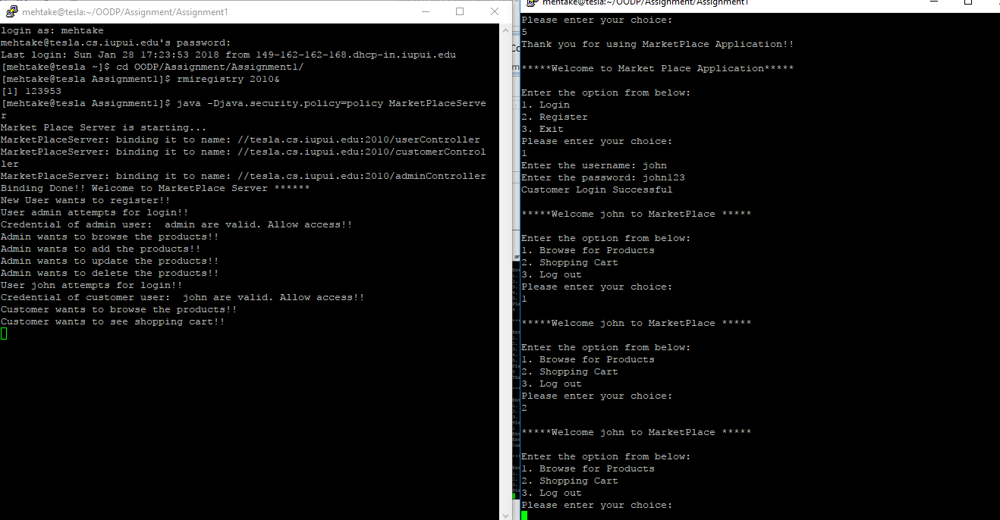 mehtake@tesla:~/OODP/Assignment/Assignment1
login as: mehtake
mehtake@tesla.cs.iupui.edu's password:
Last login: Sun Jan 28 17:23:53 2018 from 149-162-162-168.dhcp-in.iupui.edu
[mehtake@tesla ~]$ cd OODP/Assignment/Assignment1/
[mehtake@tesla Assignment1]$ rmiregistry 2010&
[1] 123953
[mehtake@tesla Assignment1]$ java -Djava.security.policy=policy MarketPlaceServe
r
Market Place Server is starting...
MarketPlaceServer: binding it to name: //tesla.cs.iupui.edu:2010/userController
MarketPlaceServer: binding it to name: //tesla.cs.iupui.edu:2010/customerControl
ler
MarketPlaceServer: binding it to name: //tesla.cs.iupui.edu:2010/adminController
Binding Done!! Welcome to MarketPlace Server ******
New User wants to register!!
User admin attempts for login!!
Credential of admin user:  admin are valid. Allow access!!
Admin wants to browse the products!!
Admin wants to add the products!!
Admin wants to update the products!!
Admin wants to delete the products!!
User john attempts for login!!
Credential of customer user:  john are valid. Allow access!!
Customer wants to browse the products!!
Customer wants to see shopping cart!!
mehtake@tesla:~/OODP/Assignment/Assignment1
Please enter your choice:
5
Thank you for using MarketPlace Application!!
*****Welcome to Market Place Application*****
Enter the option from below:
1. Login
2. Register
3. Exit
Please enter your choice:
1
Enter the username: john
Enter the password: john123
Customer Login Successful
*****Welcome john to MarketPlace *****
Enter the option from below:
1. Browse for Products
2. Shopping Cart
3. Log out
Please enter your choice:
1
*****Welcome john to MarketPlace *****
Enter the option from below:
1. Browse for Products
2. Shopping Cart
3. Log out
Please enter your choice:
2
*****Welcome john to MarketPlace *****
Enter the option from below:
1. Browse for Products
2. Shopping Cart
3. Log out
Please enter your choice: